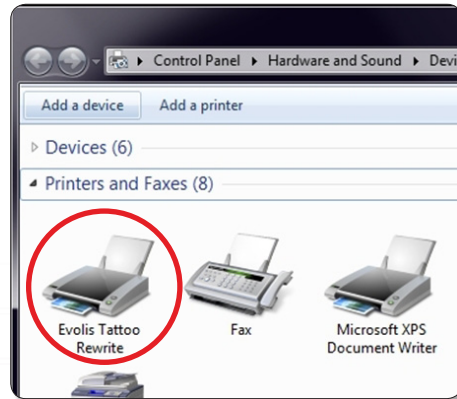 Control Panel Hardware and Sound Devi
Add a device Add a printer
Devices (6)
Printers and Faxes (8)
Evolis Tattoo Rewrite
Fax
Microsoft XPS Document Writer